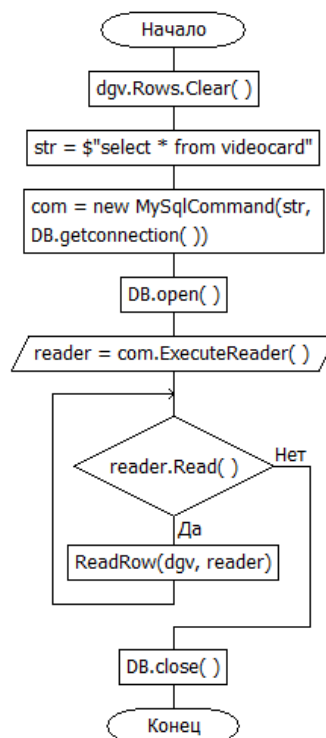 Начало
dgv.Rows.Clear( )
str = $"select * from videocard"
com = new MySqlCommand(str,
DB.getconnection( ))
DB.open( )
reader = com.ExecuteReader( )
reader.Read( )
Нет
Да
ReadRow(dgv, reader)
DB.close( )
Конец